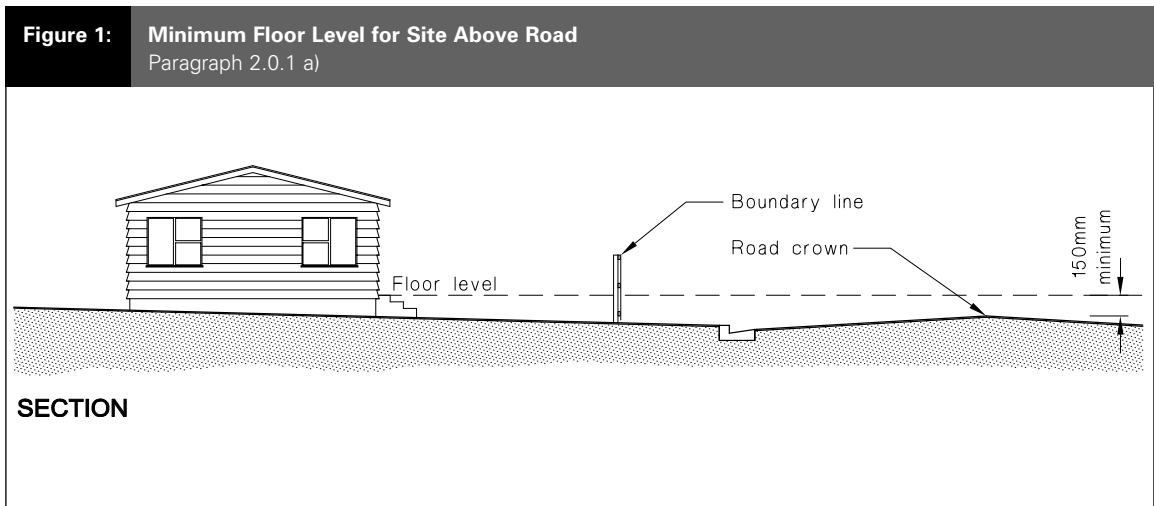 Figure 1:
Minimum Floor Level for Site Above Road
Paragraph 2.0.1 a)
Boundary line
Road crown
150mm
minimum
Floor level
SECTION